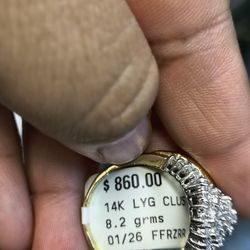 $ 860.00
14K LYG CLUS
8.2 grms
01/26 FFRZRR